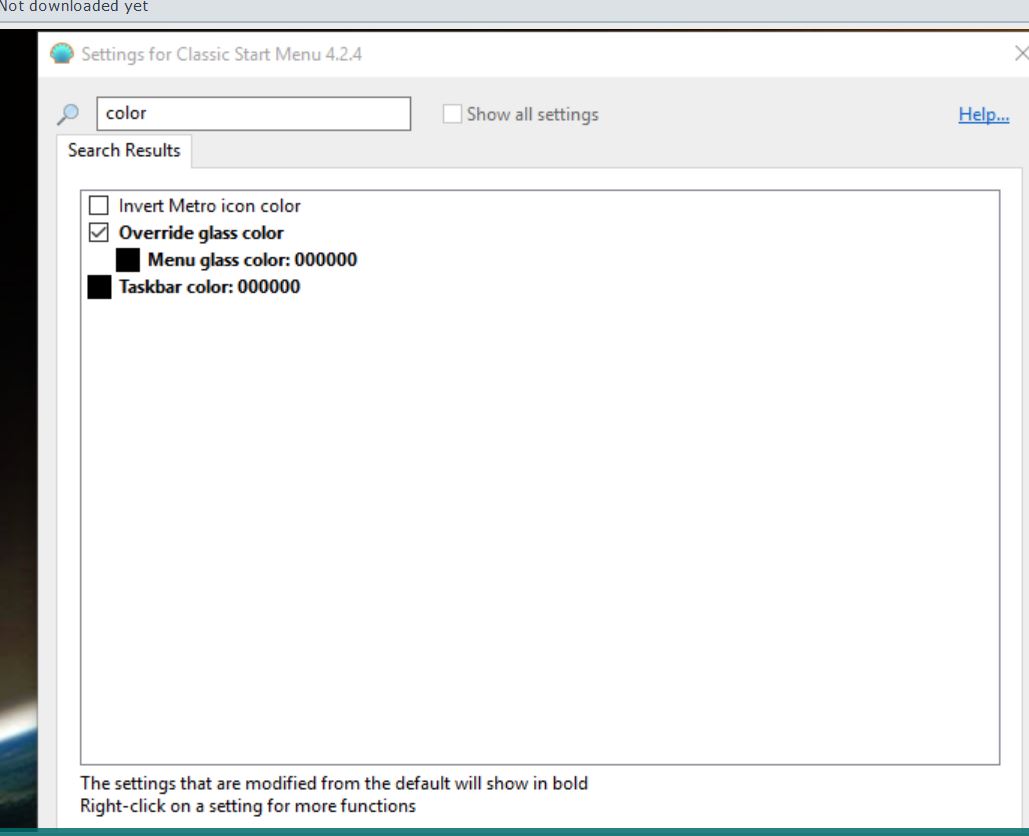 Not downloaded yet
Settings for Classic Start Menu 4.2.4
color
Show all settings
Help...
Search Results
Invert Metro icon color
Override glass color
Menu glass color: 000000
Taskbar color: 000000
The settings that are modified from the default will show in bold
Right-click on a setting for more functions